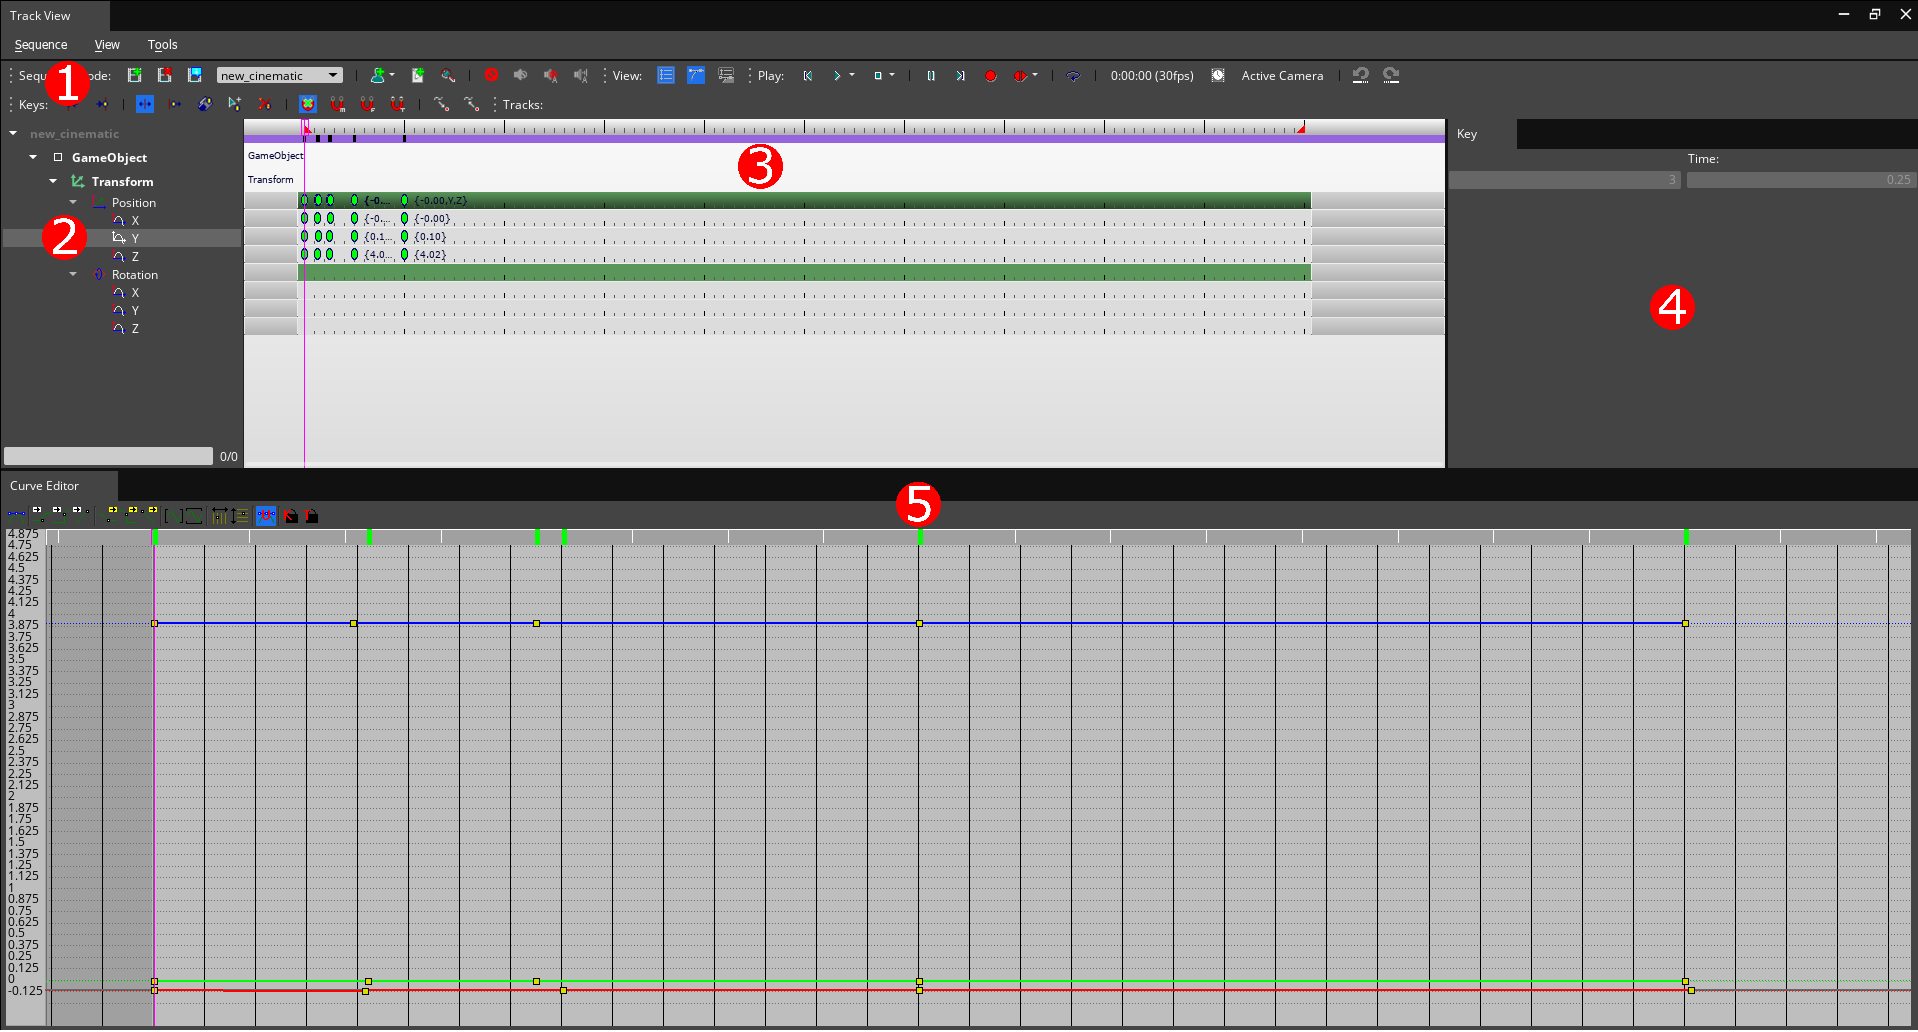 Track View
Sequence View Tools
Sequ 1 de: new_cinematic View: Play: 0:00:00 (30fps) Active Camera
Keys: Tracks:
new_cinematic
GameObject
Transform
Position
X
2 Y
Z
Rotation
X
Y
Z
0/0
GameObject
3
Transform
{-0.... {-0.00,Y,Z}
{-0.... {-0.00}
{0.1... {0.10}
{4.0... {4.02}
Key
Time:
3 0.25
4
Curve Editor
5
4.875
4.75
4.625
4.5
4.375
4.25
4.125
4
3.875
3.75
3.625
3.5
3.375
3.25
3.125
3
2.875
2.75
2.625
2.5
2.375
2.25
2.125
2
1.875
1.75
1.625
1.5
1.375
1.25
1.125
1
0.875
0.75
0.625
0.5
0.375
0.25
0.125
0
-0.125